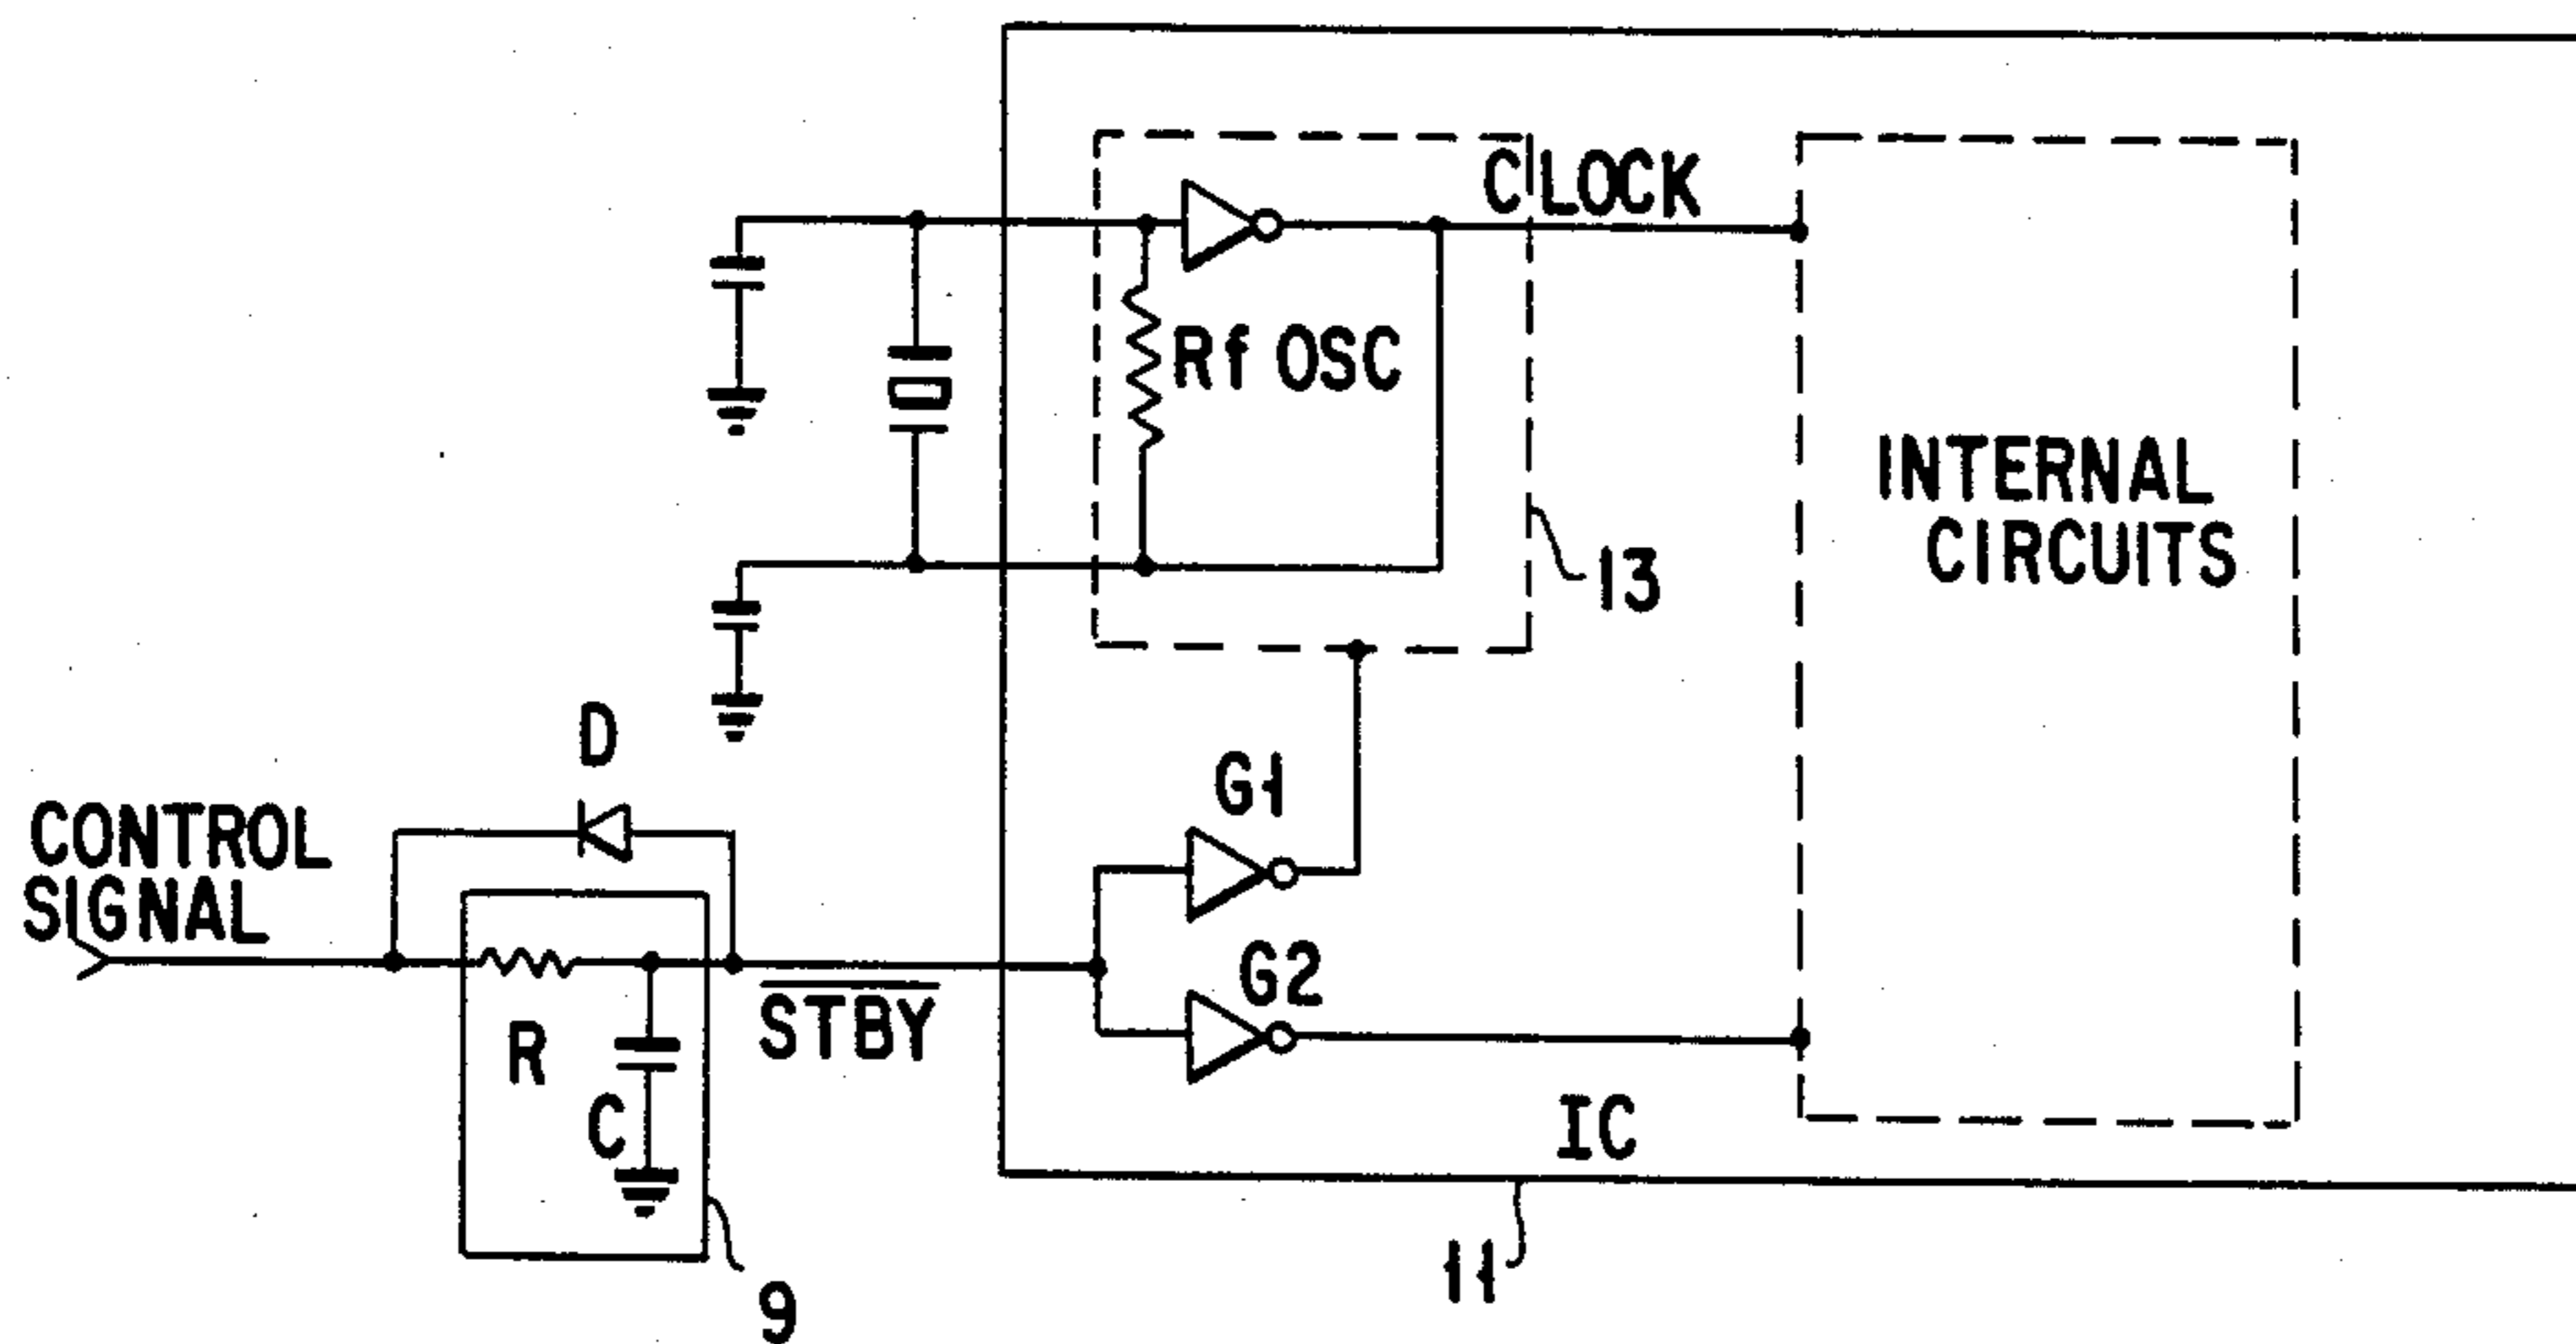 CLOCK
Rf OSC
INTERNAL
CIRCUITS
13
D
G1
CONTROL
SIGNAL
G2
STBY
R
C
IC
11
9